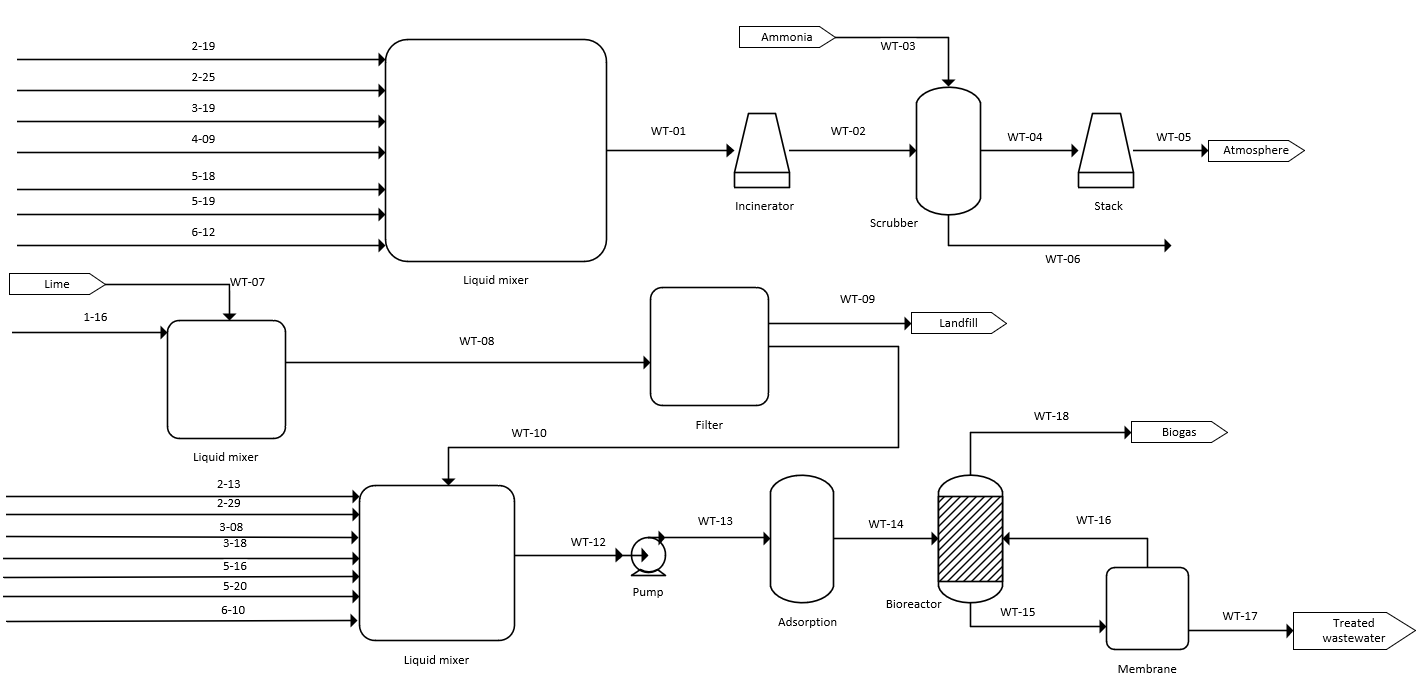 2-19
2-25
3-19
4-09
5-18
5-19
6-12
Liquid mixer
WT-01
Incinerator
WT-02
Ammonia
WT-03
Scrubber
WT-04
Stack
WT-05
Atmosphere
WT-06
Lime
WT-07
1-16
Liquid mixer
WT-08
Filter
WT-09
Landfill
WT-10
2-13
2-29
3-08
3-18
5-16
5-20
6-10
Liquid mixer
WT-12
Pump
WT-13
Adsorption
WT-14
Bioreactor
WT-18
Biogas
WT-16
WT-15
Membrane
WT-17
Treated
wastewater